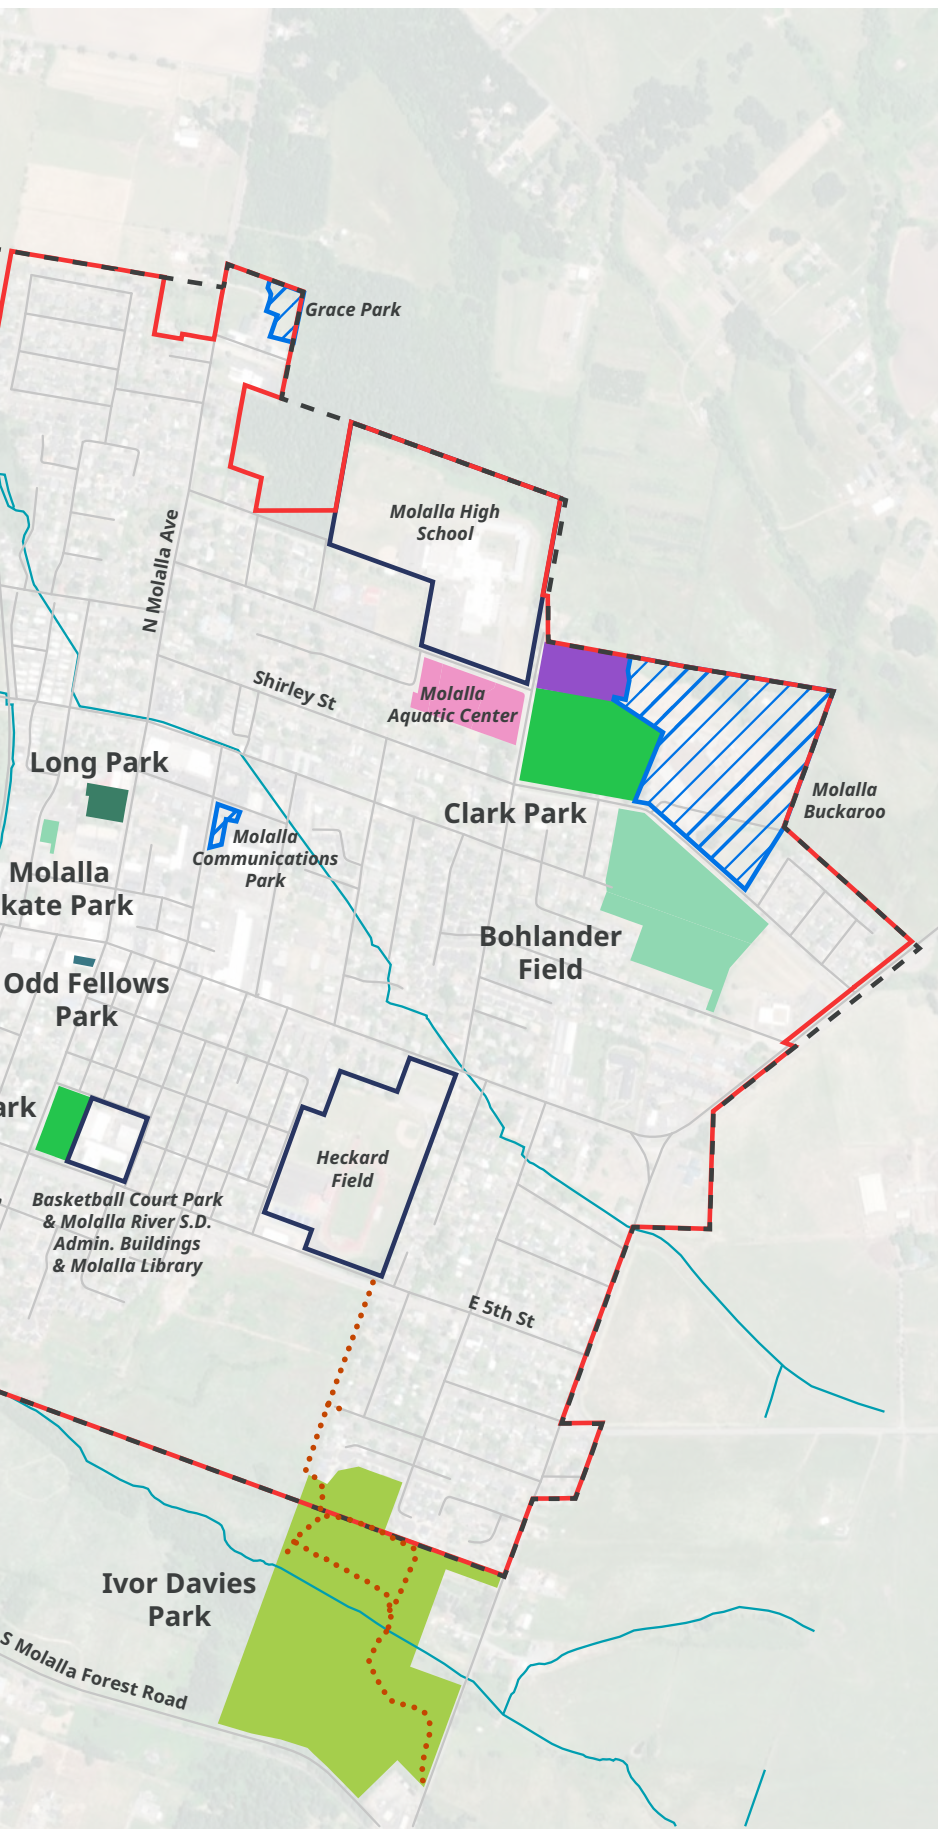 Grace Park
Molalla High
School
N Molalla Ave
Shirley St
Molalla
Aquatic Center
Long Park
Molalla
Buckaroo
Clark Park
Molalla
Communications
Park
Molalla
kate Park
Bohlander
Field
Odd Fellows
Park
ark
Heckard
Field
Basketball Court Park
& Molalla River S.D.
Admin. Buildings
& Molalla Library
E 5th St
Ivor Davies
Park
S Molalla Forest Road